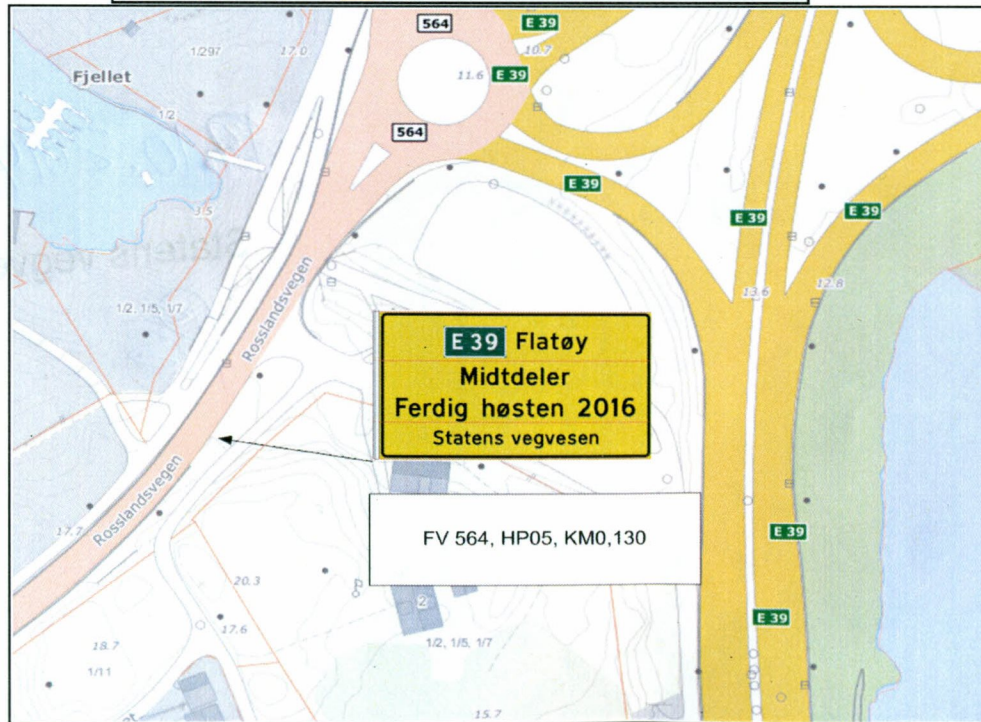 564
E 39
1/297
17.0
10.7
Fjellet
11.6
E 39
1/2
564
E 39
3.5
E 39
E 39
Statens vegv
1/2, 1/5, 1/7
Rosslandsvegen
13.6
12.8
E 39 Flatøy
Midtdeler
Ferdig høsten 2016
Statens vegvesen
Rosslandsvegen
17.7
FV 564, HP05, KM0,130
E 39
20.3
2
17.6
E 39
18.7
1/2, 1/5, 1/7
1/11
15.7